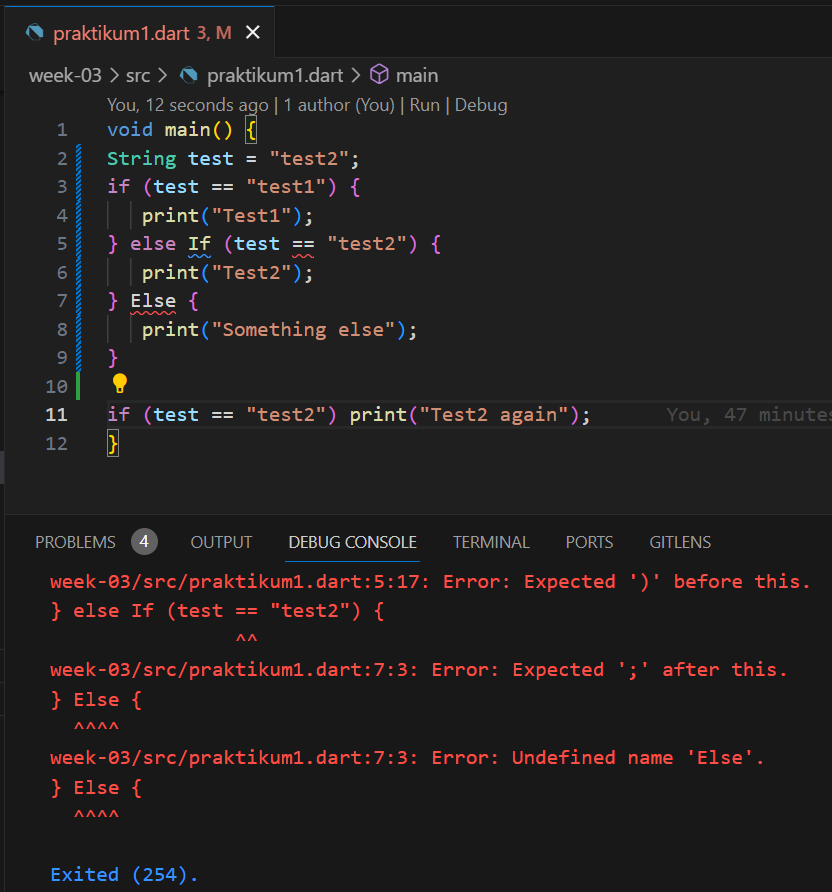 praktikum1.dart 3, M
week-03 > src > praktikum1.dart > main
You, 12 seconds ago | 1 author (You) | Run | Debug
1 void main() {
2 String test = "test2";
3 if (test == "test1") {
4 print("Test1");
5 } else If (test == "test2") {
6 print("Test2");
7 } Else {
8 print("Something else");
9 }
10
11 if (test == "test2") print("Test2 again"); You, 47 minutes
12 }
PROBLEMS 4 OUTPUT DEBUG CONSOLE TERMINAL PORTS GITLENS
week-03/src/praktikum1.dart:5:17: Error: Expected ')' before this.
} else If (test == "test2") {
^^
week-03/src/praktikum1.dart:7:3: Error: Expected ';' after this.
} Else {
^^^^
week-03/src/praktikum1.dart:7:3: Error: Undefined name 'Else'.
} Else {
^^^^
Exited (254).